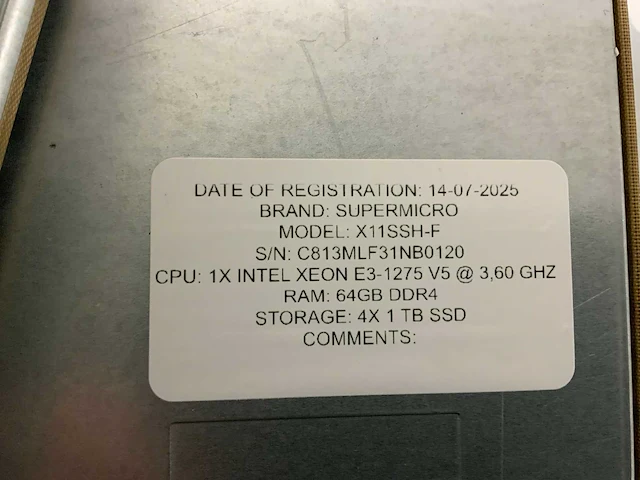 DATE OF REGISTRATION: 14-07-2025
BRAND: SUPERMICRO
MODEL: X11SSH-F
S/N: C813MLF31NB0120
CPU: 1X INTEL XEON E3-1275 V5 @ 3,60 GHZ
RAM: 64GB DDR4
STORAGE: 4X 1 TB SSD
COMMENTS: